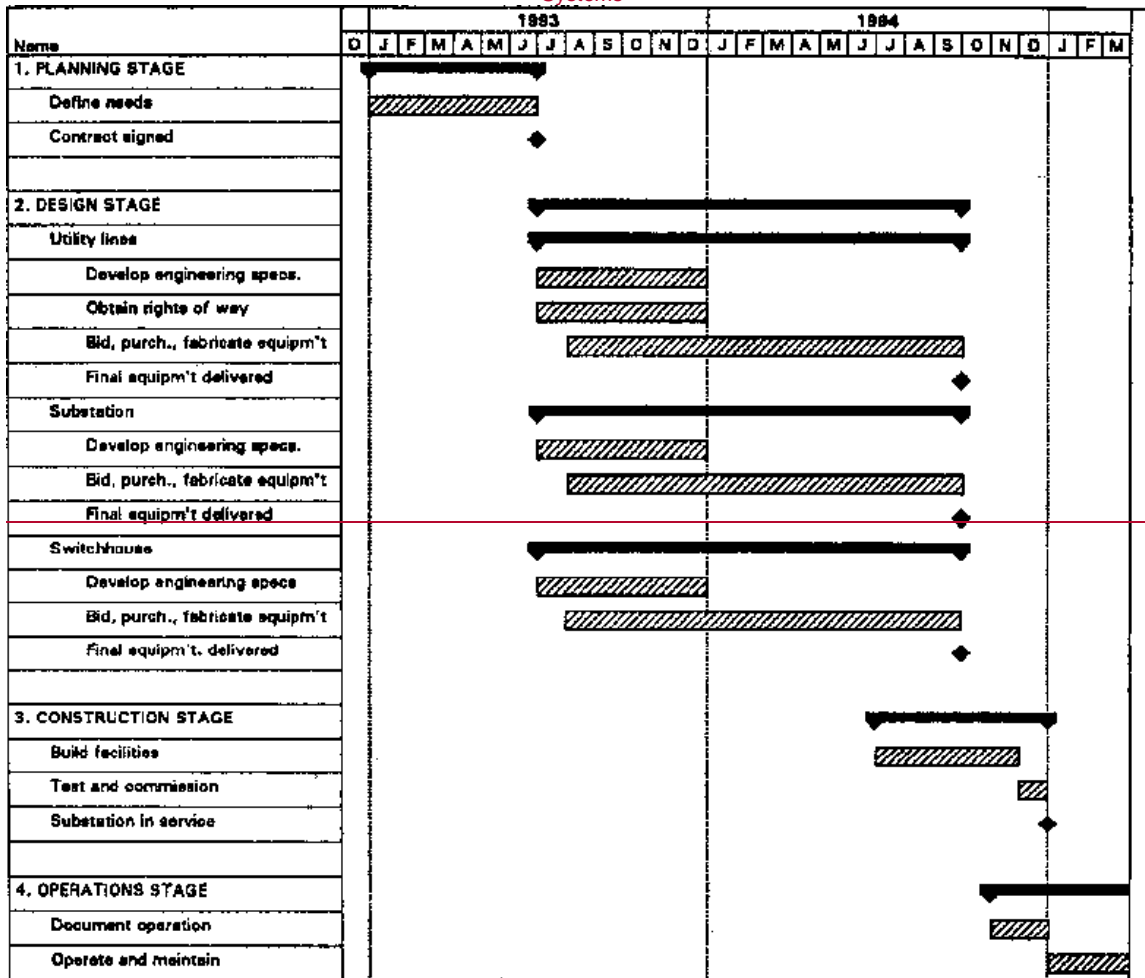 Systems
1993 1994
Name D J F M A M J J A S O N D J F M A M J J A S O N D J F M
1. PLANNING STAGE
Define needs
Contract signed
2. DESIGN STAGE
Utility lines
Develop engineering specs.
Obtain rights of way
Bid, purch., fabricate equipm't
Final equipm't delivered
Substation
Develop engineering specs.
Bid, purch., fabricate equipm't
Final equipm't delivered
Switchhouse
Develop engineering specs
Bid, purch., fabricate equipm't
Final equipm't. delivered
3. CONSTRUCTION STAGE
Build facilities
Test and commission
Substation in service
4. OPERATIONS STAGE
Document operation
Operate and maintain